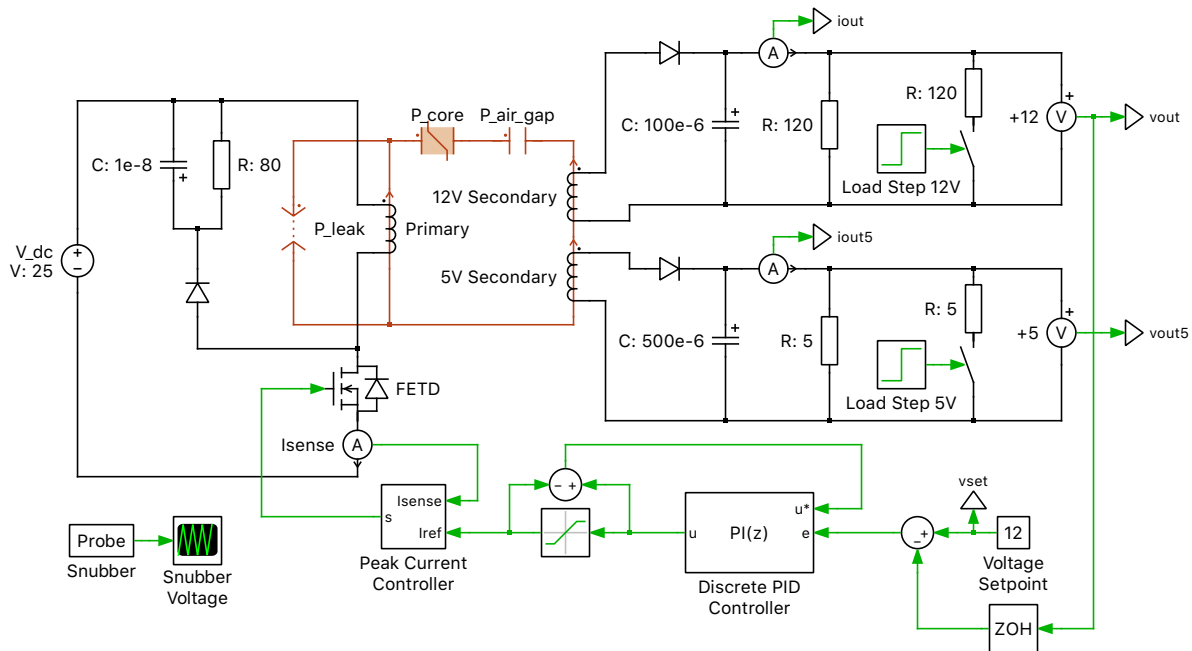 iout
A
P_core
P_air_gap
C: 1e-8
R: 80
C: 100e-6
R: 120
R: 120
+12
V
+
vout
Load Step 12V
12V Secondary
P_leak
Primary
V_dc
V: 25
iout5
A
5V Secondary
C: 500e-6
R: 5
R: 5
+5
V
+
vout5
Load Step 5V
FETD
Isense
A
Isense
s
Iref
Peak Current
Controller
- +
u*
u
PI(z)
e
Discrete PID
Controller
vset
- +
12
Voltage
Setpoint
ZOH
Probe
Snubber
Snubber
Voltage